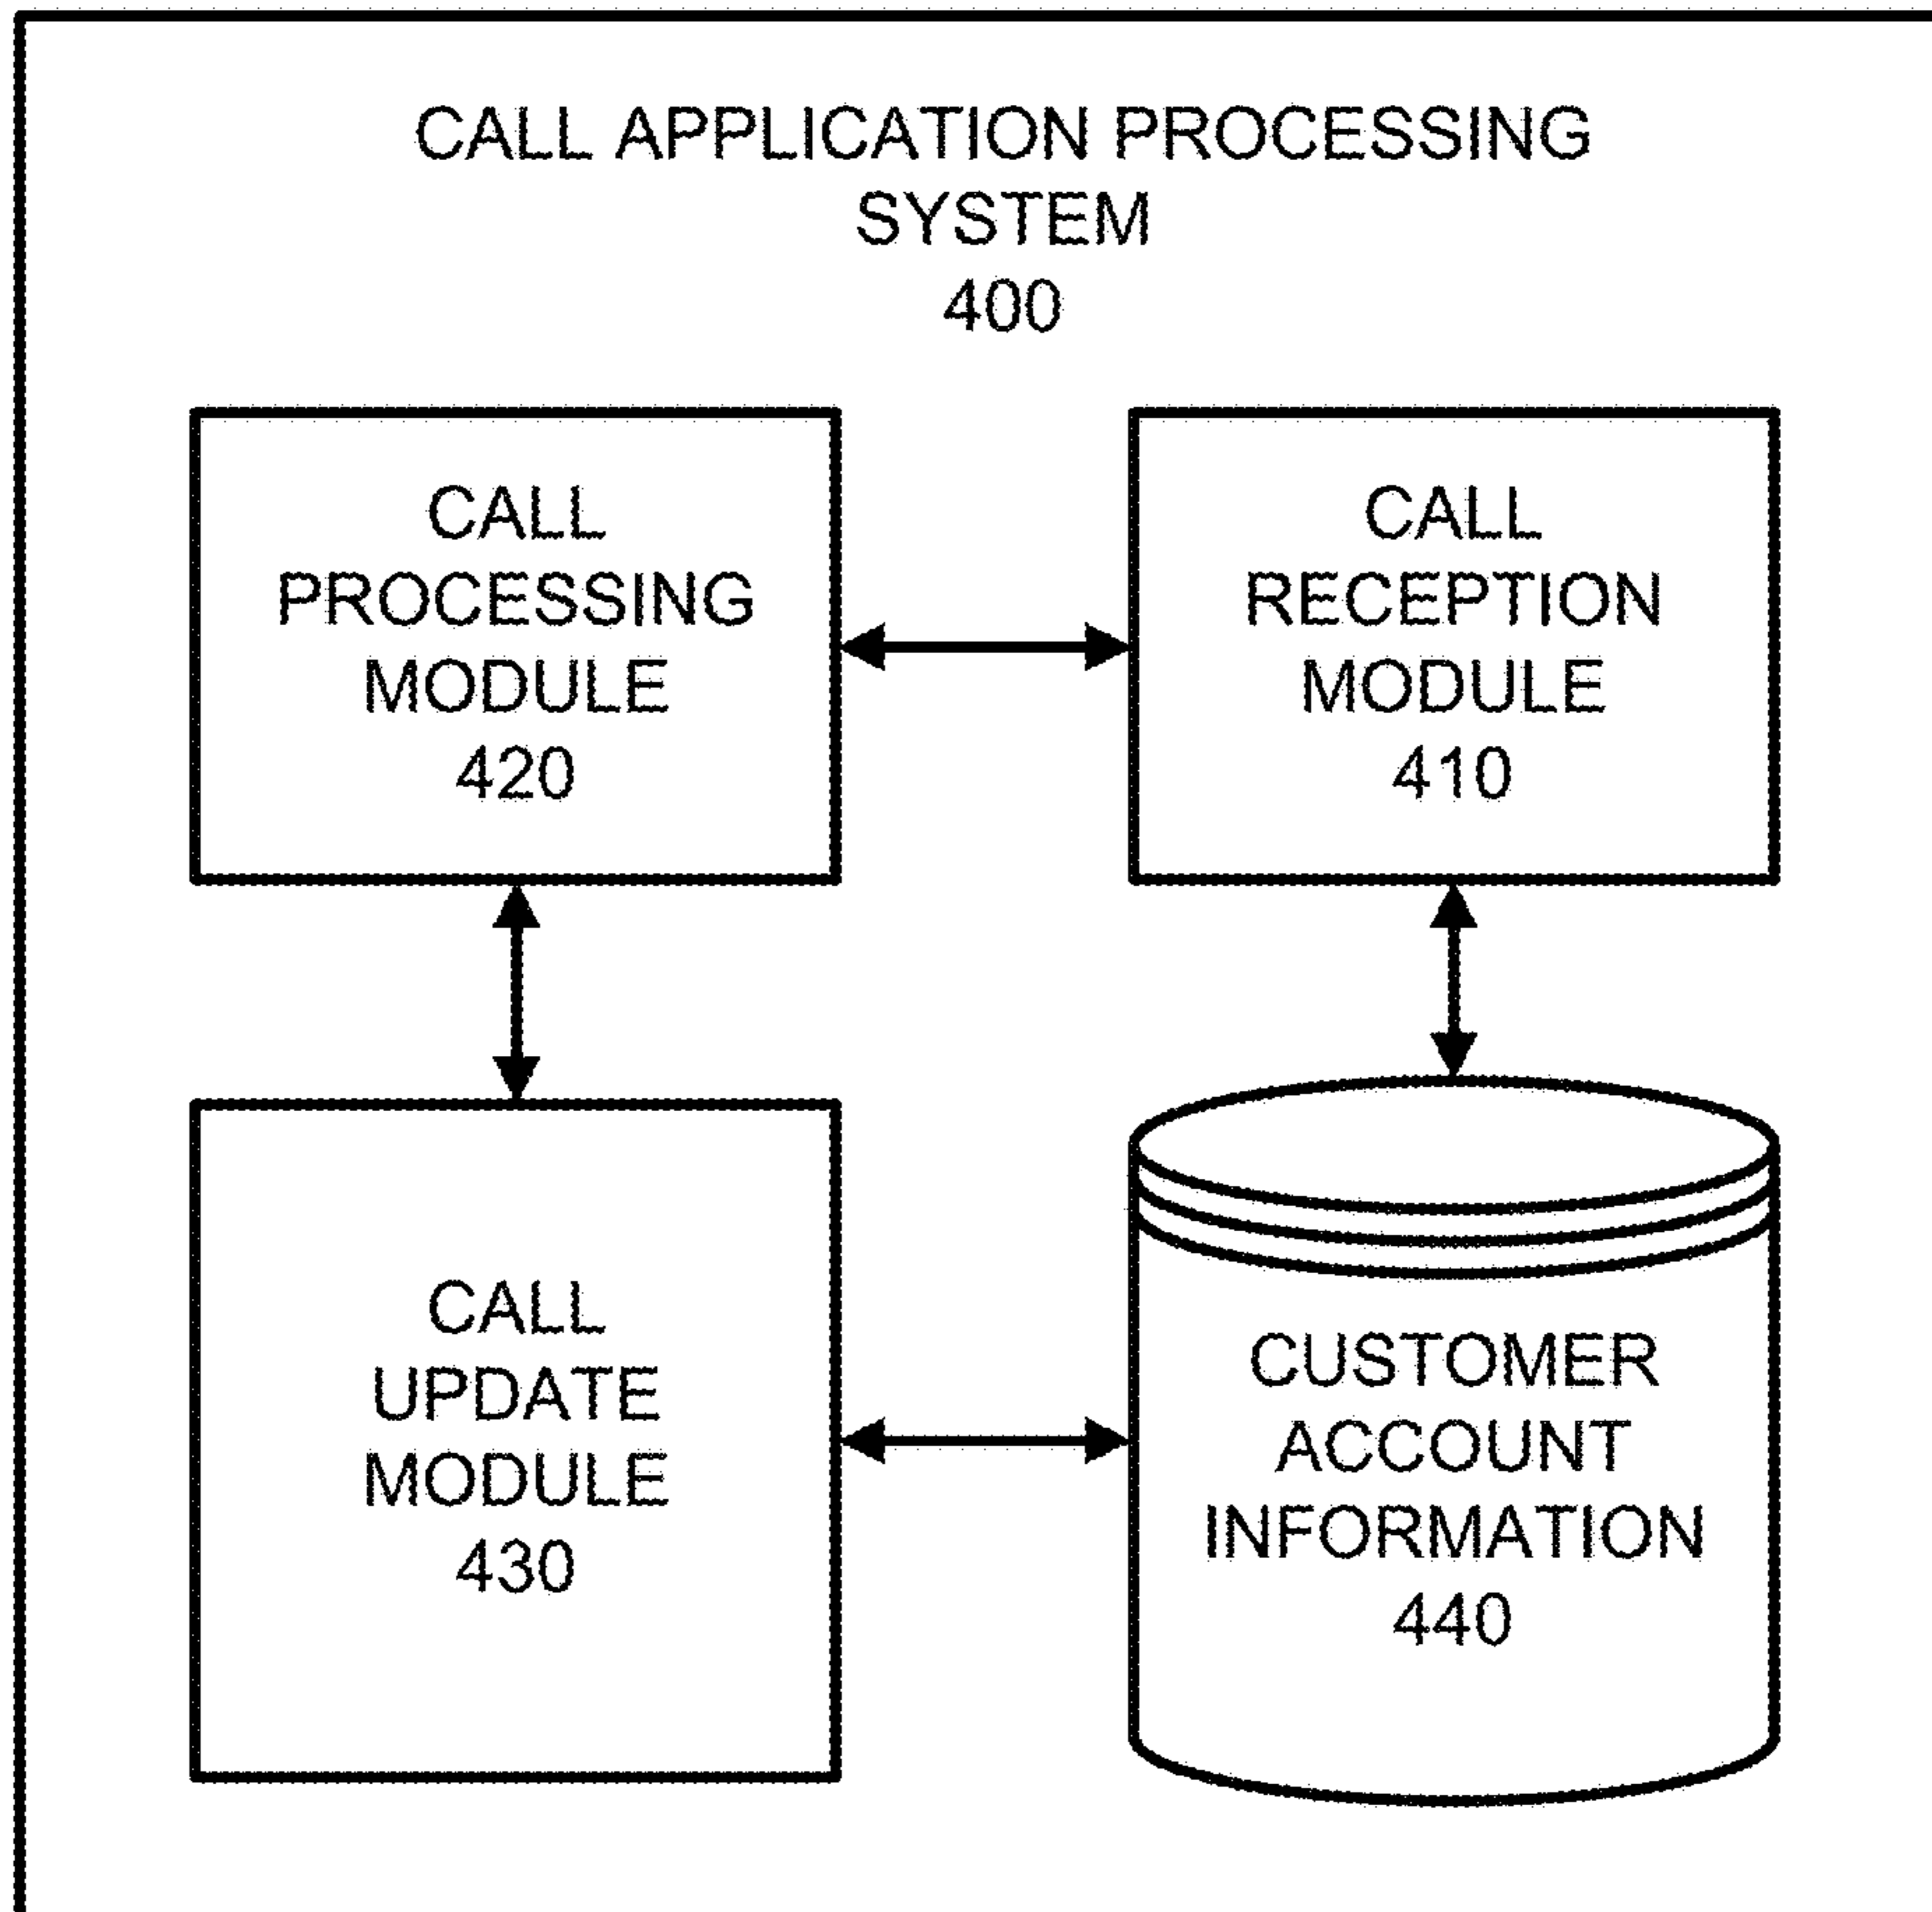 CALL APPLICATION PROCESSING
SYSTEM
400
CALL
PROCESSING
MODULE
420
CALL
RECEPTION
MODULE
410
CALL
UPDATE
MODULE
430
CUSTOMER
ACCOUNT
INFORMATION
440